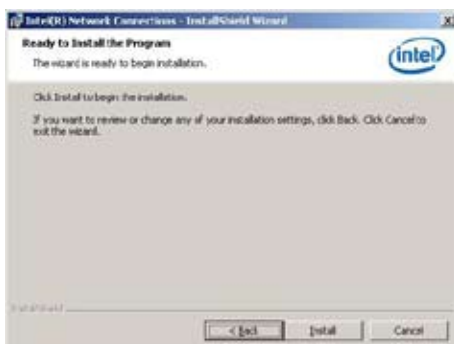 Intel(R) Network Connections - InstallShield Wizard
Ready to Install the Program
The wizard is ready to begin installation.
intel
Click Install to begin the installation.
If you want to review or change any of your installation settings, click Back. Click Cancel to
exit the wizard.
InstallShield
< Back
Install
Cancel